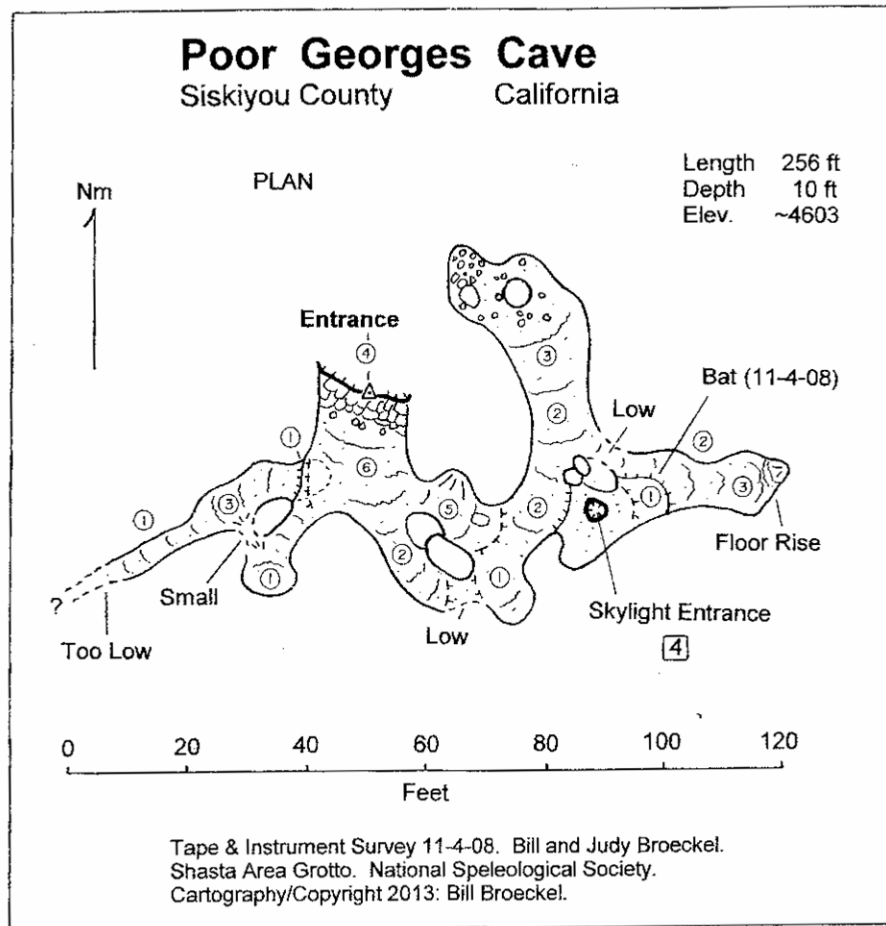 Poor Georges Cave
Siskiyou County California
Length 256 ft
Depth 10 ft
Elev. ~4603
PLAN
Nm
Entrance
4
3
Bat (11-4-08)
Low
2
2
1
6
3
5
2
1
3
1
2
1
1
Small
Floor Rise
?
Too Low
Low
Skylight Entrance
4
0 20 40 60 80 100 120
Feet
Tape & Instrument Survey 11-4-08. Bill and Judy Broeckel.
Shasta Area Grotto. National Speleological Society.
Cartography/Copyright 2013: Bill Broeckel.